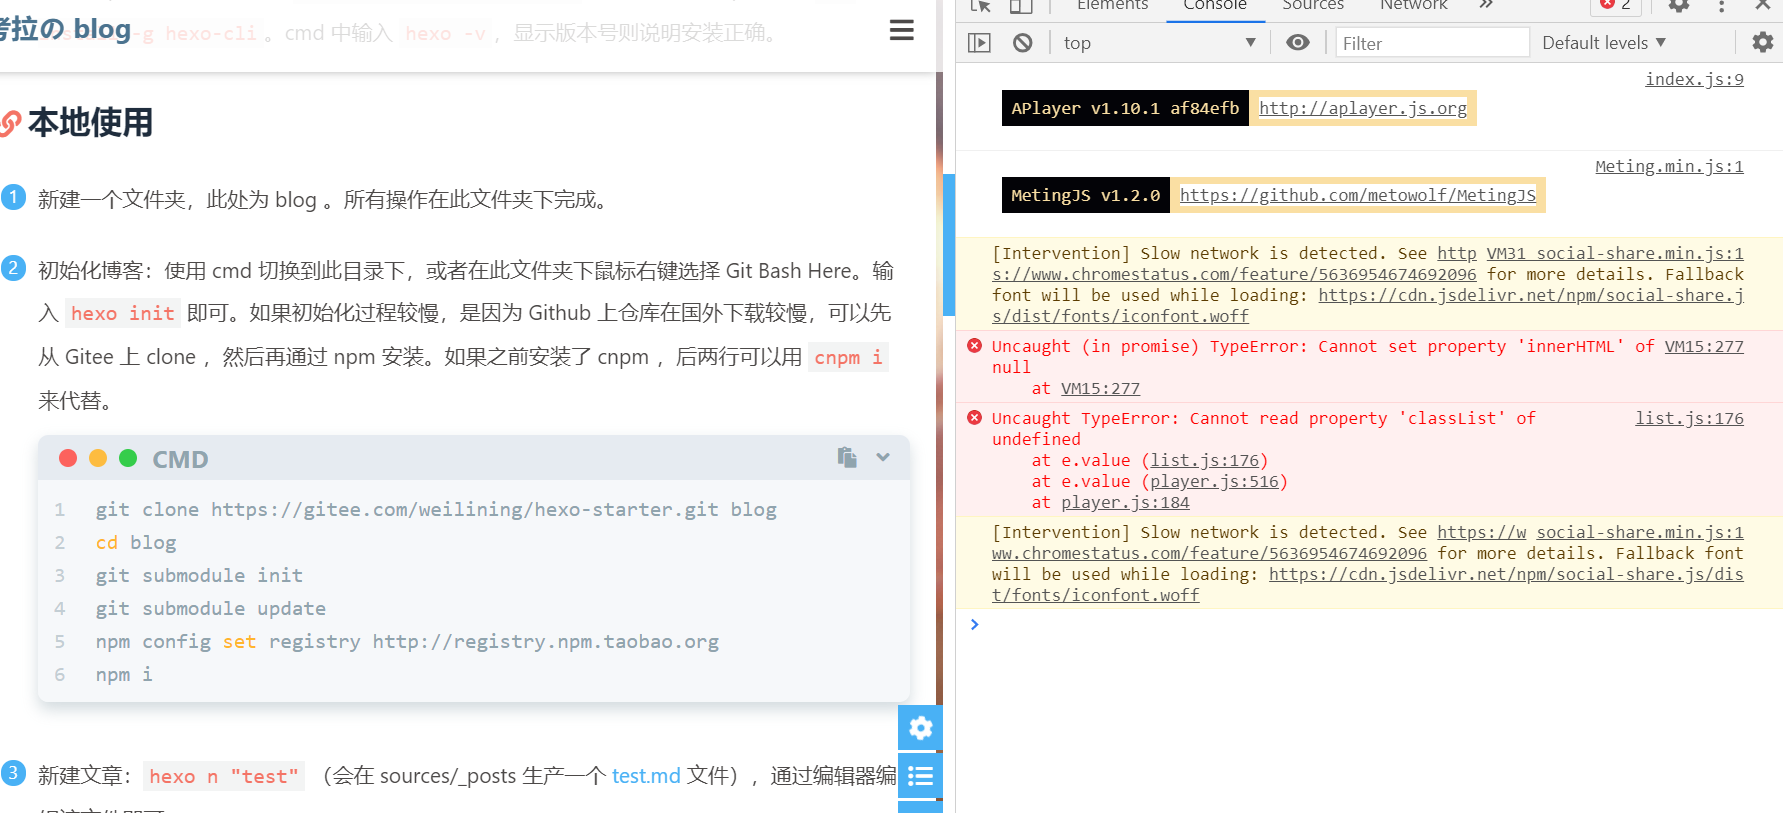 考拉の blog
-g hexo-cli 。cmd 中输入 hexo -v，显示版本号则说明安装正确。
本地使用
1 新建一个文件夹，此处为 blog 。所有操作在此文件夹下完成。
2 初始化博客：使用 cmd 切换到此目录下，或者在此文件夹下鼠标右键选择 Git Bash Here。输
入 hexo init 即可。如果初始化过程较慢，是因为 Github 上仓库在国外下载较慢，可以先
从 Gitee 上 clone ，然后再通过 npm 安装。如果之前安装了 cnpm ，后两行可以用 cnpm i
来代替。
CMD
1 git clone https://gitee.com/weilining/hexo-starter.git blog
2 cd blog
3 git submodule init
4 git submodule update
5 npm config set registry http://registry.npm.taobao.org
6 npm i
3 新建文章：hexo n "test" （会在 sources/_posts 生产一个 test.md 文件），通过编辑器编
Elements Console Sources Network » 2
top Filter Default levels
index.js:9
APlayer v1.10.1 af84efb http://aplayer.js.org
Meting.min.js:1
MetingJS v1.2.0 https://github.com/metowolf/MetingJS
[Intervention] Slow network is detected. See http VM31 social-share.min.js:1
s://www.chromestatus.com/feature/5636954674692096 for more details. Fallback
font will be used while loading: https://cdn.jsdelivr.net/npm/social-share.j
s/dist/fonts/iconfont.woff
Uncaught (in promise) TypeError: Cannot set property 'innerHTML' of VM15:277
null
at VM15:277
Uncaught TypeError: Cannot read property 'classList' of list.js:176
undefined
at e.value (list.js:176)
at e.value (player.js:516)
at player.js:184
[Intervention] Slow network is detected. See https://w social-share.min.js:1
ww.chromestatus.com/feature/5636954674692096 for more details. Fallback font
will be used while loading: https://cdn.jsdelivr.net/npm/social-share.js/dis
t/fonts/iconfont.woff
>